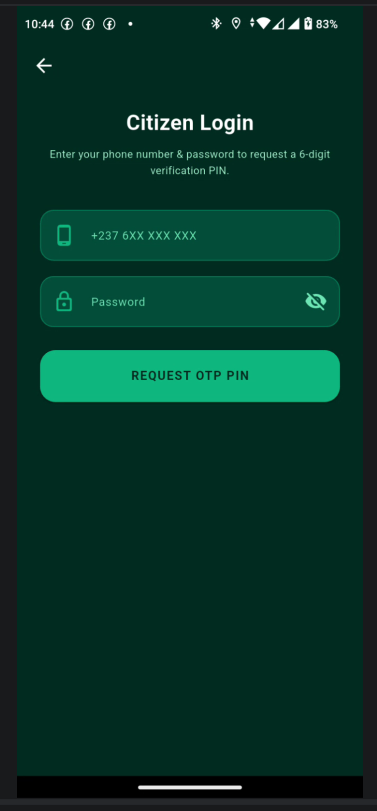 10:44
83%
Citizen Login
Enter your phone number & password to request a 6-digit
verification PIN.
+237 6XX XXX XXX
Password
REQUEST OTP PIN